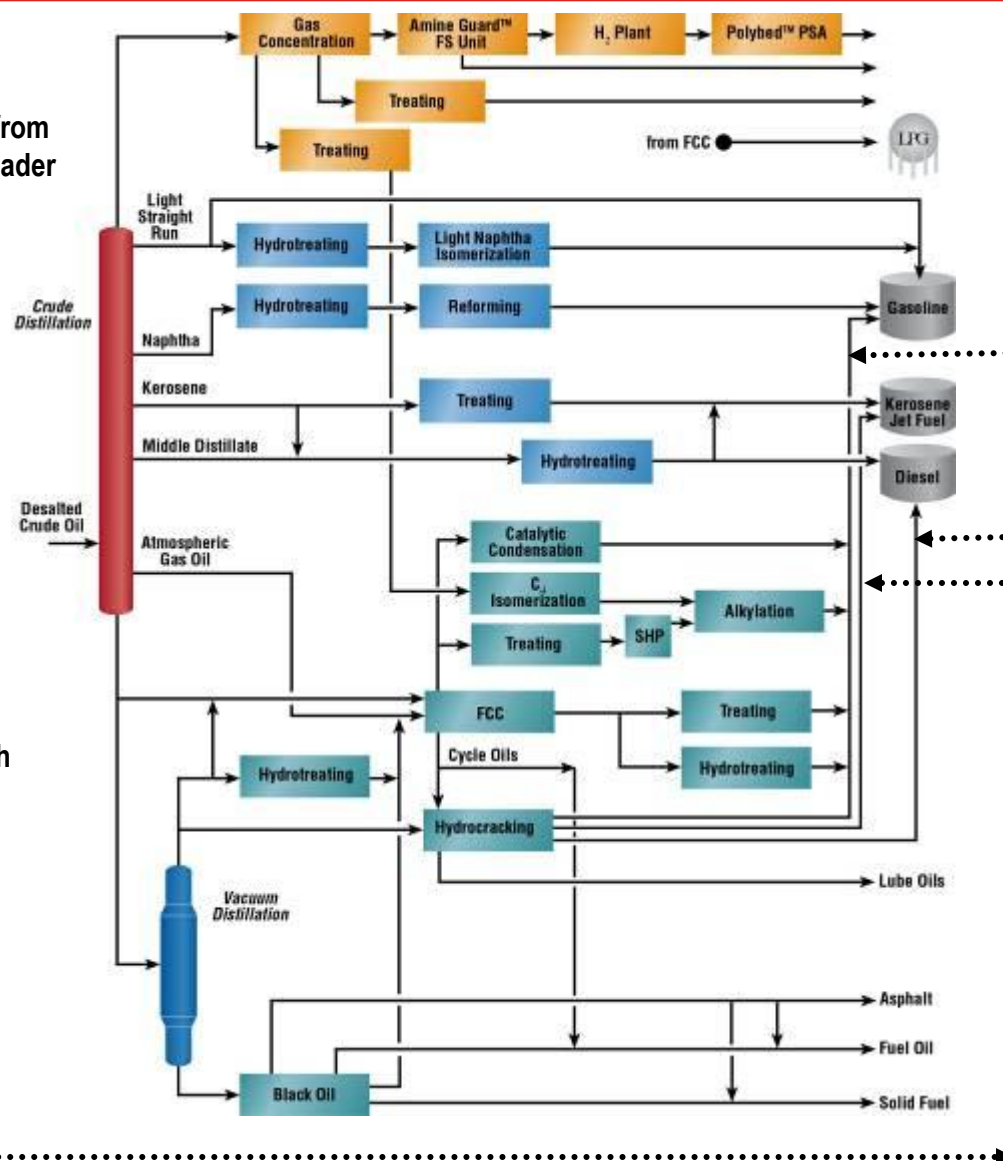 Gas
Concentration
Amine Guard™
FS Unit
H2 Plant
Polybed™ PSA
Treating
Treating
from FCC
LPG
Light
Straight
Run
Hydrotreating
Light Naphtha
Isomerization
Crude
Distillation
Hydrotreating
Reforming
Gasoline
Naphtha
Kerosene
Treating
Kerosene
Jet Fuel
Middle Distillate
Hydrotreating
Diesel
Desalted
Crude Oil
Atmospheric
Gas Oil
Catalytic
Condensation
C4
Isomerization
Alkylation
Treating
SHP
FCC
Treating
Cycle Oils
Hydrotreating
Hydrotreating
Hydrocracking
Lube Oils
Vacuum
Distillation
Asphalt
Fuel Oil
Black Oil
Solid Fuel